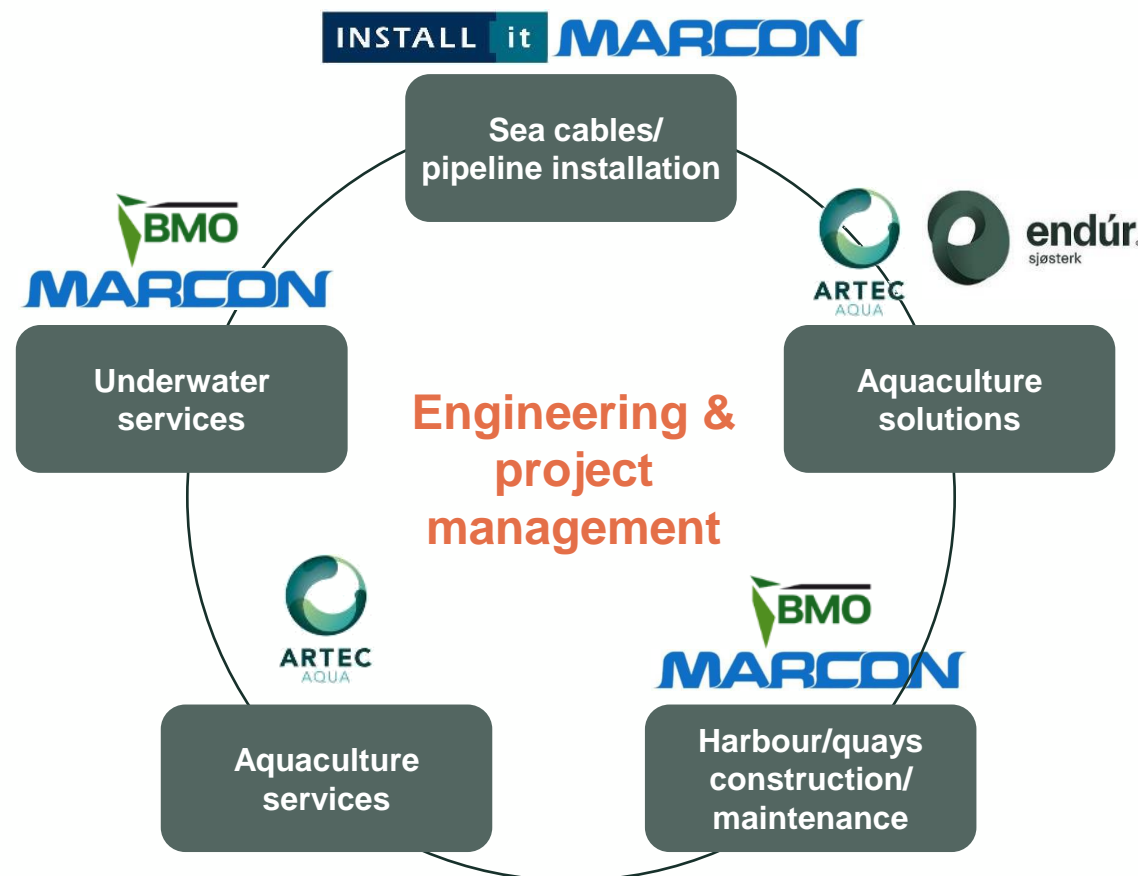 INSTALL it MARCON
Sea cables/
pipeline installation
BMO
MARCON
Underwater
services
ARTEC
AQUA
endúr.
sjøsterk
Aquaculture
solutions
Engineering &
project
management
ARTEC
AQUA
Aquaculture
services
BMO
MARCON
Harbour/quays
construction/
maintenance